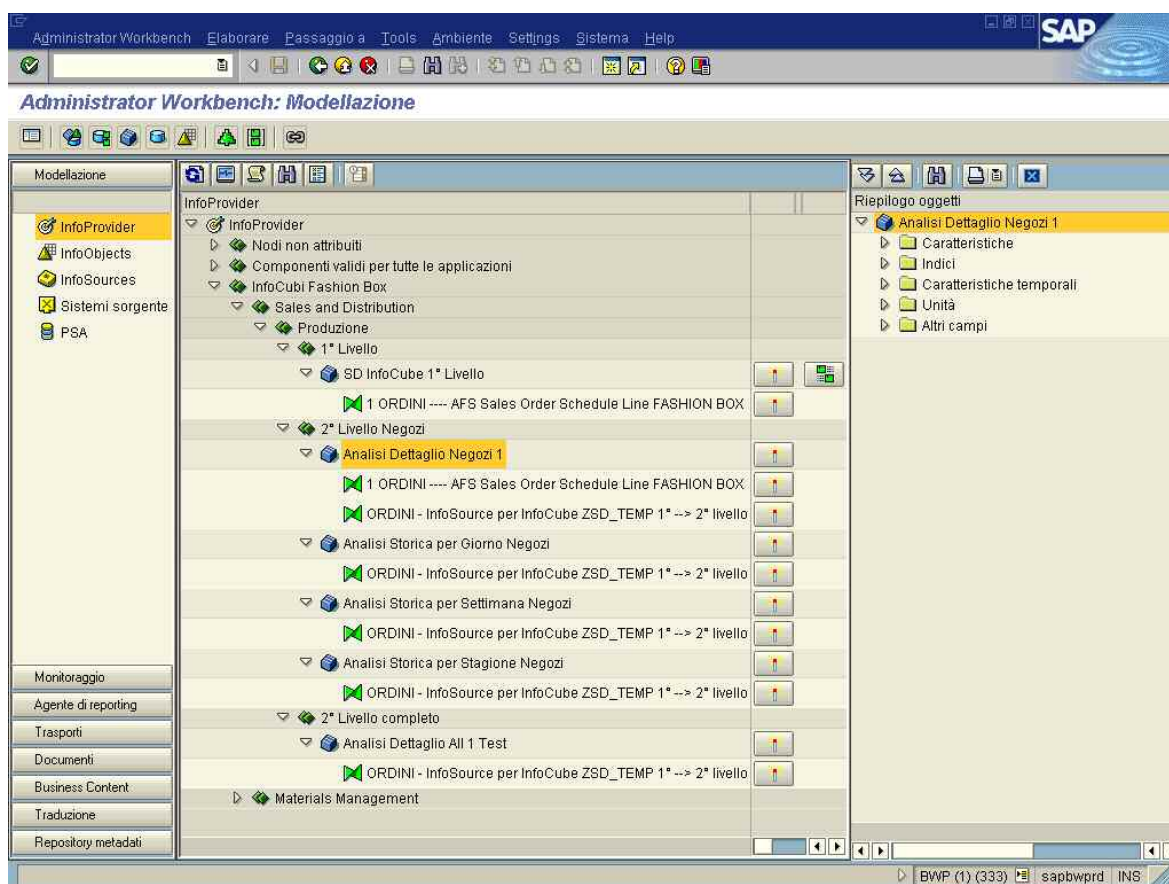 Administrator Workbench Elaborare Passaggio a Tools Ambiente Settings Sistema Help
SAP
Administrator Workbench: Modellazione
Modellazione
InfoProvider
InfoObjects
InfoSources
Sistemi sorgente
PSA
Monitoraggio
Agente di reporting
Trasporti
Documenti
Business Content
Traduzione
Repository metadati
InfoProvider
InfoProvider
Nodi non attribuiti
Componenti validi per tutte le applicazioni
InfoCubi Fashion Box
Sales and Distribution
Produzione
1° Livello
SD InfoCube 1° Livello
1 ORDINI ---- AFS Sales Order Schedule Line FASHION BOX
2° Livello Negozi
Analisi Dettaglio Negozi 1
1 ORDINI ---- AFS Sales Order Schedule Line FASHION BOX
ORDINI - InfoSource per InfoCube ZSD_TEMP 1° --> 2° livello
Analisi Storica per Giorno Negozi
ORDINI - InfoSource per InfoCube ZSD_TEMP 1° --> 2° livello
Analisi Storica per Settimana Negozi
ORDINI - InfoSource per InfoCube ZSD_TEMP 1° --> 2° livello
Analisi Storica per Stagione Negozi
ORDINI - InfoSource per InfoCube ZSD_TEMP 1° --> 2° livello
2° Livello completo
Analisi Dettaglio All 1 Test
ORDINI - InfoSource per InfoCube ZSD_TEMP 1° --> 2° livello
Materials Management
Riepilogo oggetti
Analisi Dettaglio Negozi 1
Caratteristiche
Indici
Caratteristiche temporali
Unità
Altri campi
BWP (1) (333) sapbwprd INS